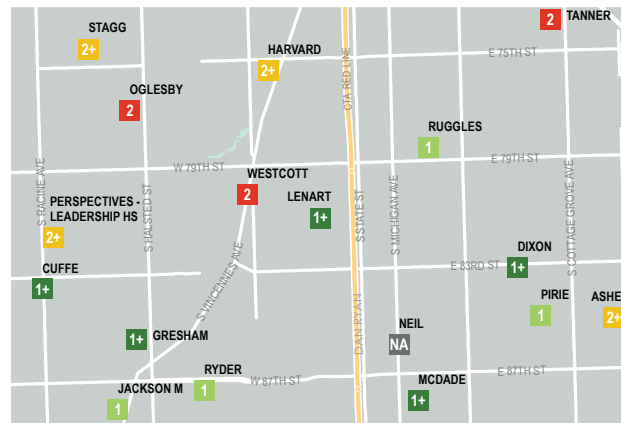 STAGG
2+
HARVARD
2+
2
TANNER
E 75TH ST
OGLESBY
2
CTA RED LINE
RUGGLES
1
W 79TH ST
E 79TH ST
WESTCOTT
2
LENART
1+
S RACINE AVE
S HALSTED ST
S STATE ST
S MICHIGAN AVE
S COTTAGE GROVE AVE
PERSPECTIVES -
LEADERSHIP HS
2+
CUFFE
1+
S VINCENNES AVE
DIXON
1+
E 83RD ST
PIRIE
1
ASHE
2+
GRESHAM
1+
DAN RYAN
NEIL
NA
RYDER
1
W 87TH ST
E 87TH ST
JACKSON M
1
MCDADE
1+